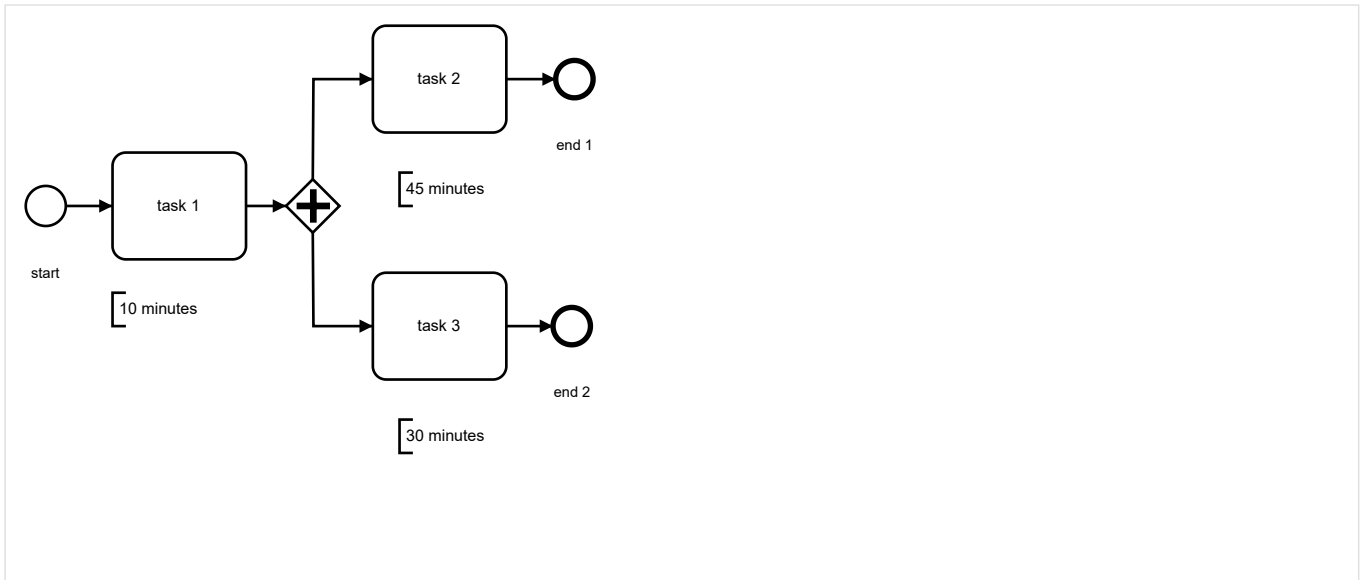 task 2
end 1
45 minutes
task 1
start
10 minutes
task 3
end 2
30 minutes